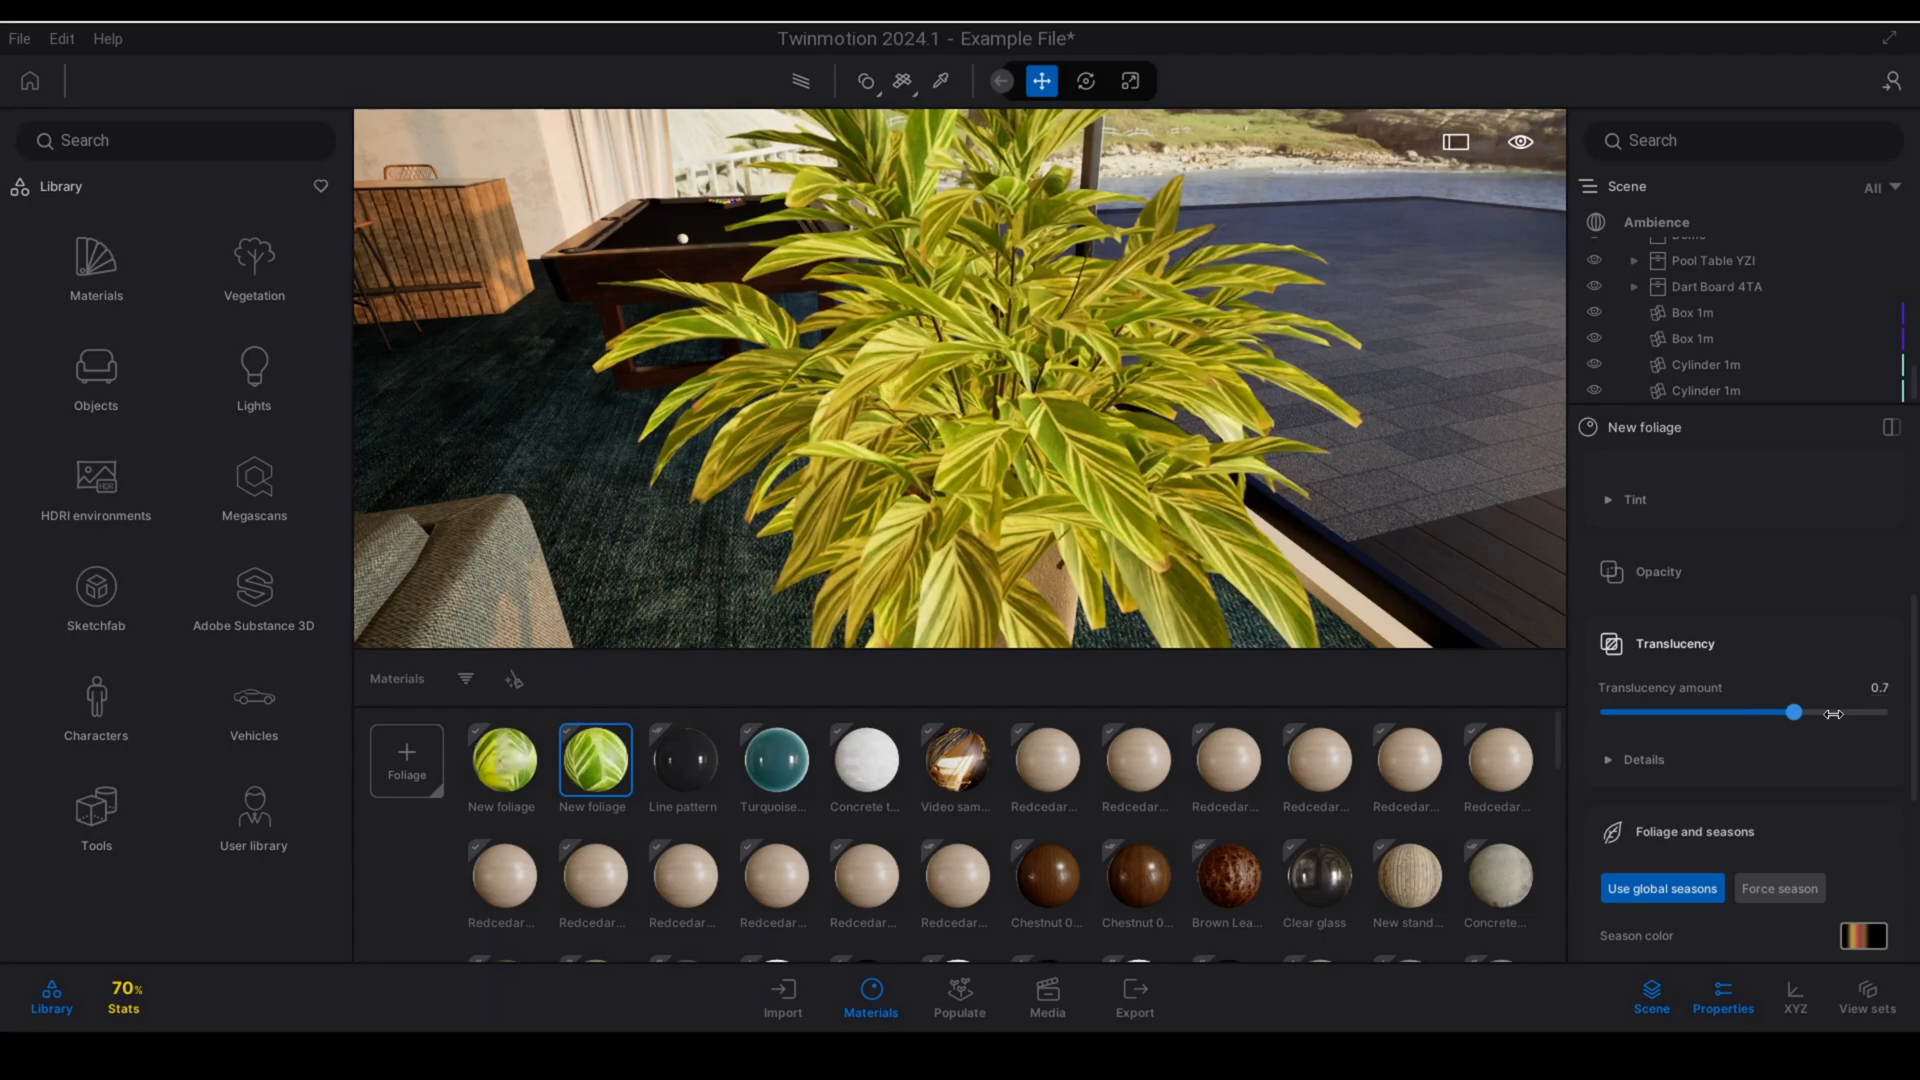 File Edit Help
Twinmotion 2024.1 - Example File*
Search
Library
Materials
Vegetation
Objects
Lights
HDRI environments
Megascans
Sketchfab
Adobe Substance 3D
Characters
Vehicles
Tools
User library
Search
Scene
All
Ambience
Pool Table YZI
Dart Board 4TA
Box 1m
Box 1m
Cylinder 1m
Cylinder 1m
New foliage
Tint
Opacity
Translucency
Translucency amount 0.7
Details
Foliage and seasons
Use global seasons Force season
Season color
Materials
Foliage
New foliage New foliage Line pattern Turquoise... Concrete t... Video sam... Redcedar... Redcedar... Redcedar... Redcedar... Redcedar... Redcedar...
Redcedar... Redcedar... Redcedar... Redcedar... Redcedar... Redcedar... Chestnut 0... Chestnut 0... Brown Lea... Clear glass New stand... Concrete...
Library
70% Stats
Import
Materials
Populate
Media
Export
Scene
Properties
XYZ
View sets